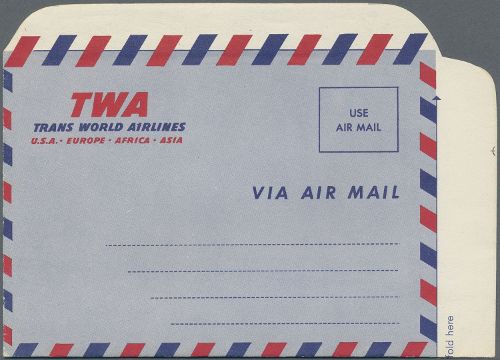 TWA
TRANS WORLD AIRLINES
U.S.A. · EUROPE · AFRICA · ASIA
USE
AIR MAIL
VIA AIR MAIL
fold here